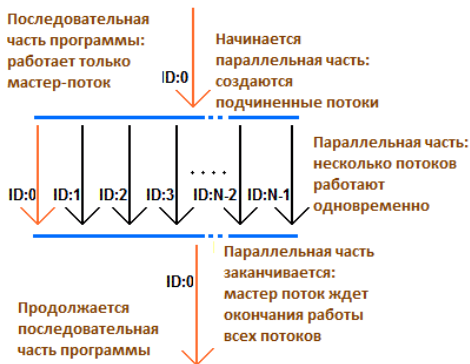 Последовательная
часть программы:
работает только
мастер-поток
Начинается
параллельная часть:
создаются
подчиненные потоки
ID:0
Параллельная часть:
несколько потоков
работают
одновременно
ID:0
ID:1
ID:2
ID:3
ID:N-2
ID:N-1
ID:0
Параллельная часть
заканчивается:
мастер поток ждет
окончания работы
всех потоков
Продолжается
последовательная
часть программы